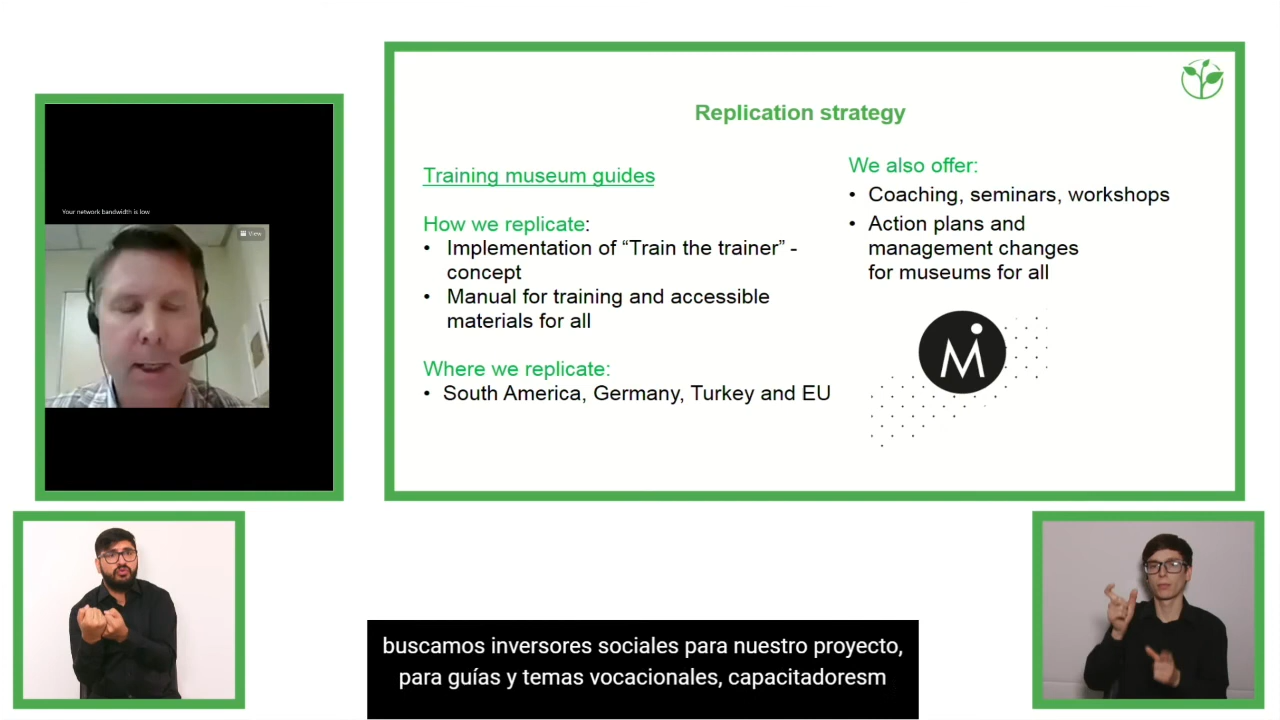 Your network bandwidth is low
View
Replication strategy
Training museum guides
How we replicate:
• Implementation of “Train the trainer” -
concept
• Manual for training and accessible
materials for all
Where we replicate:
• South America, Germany, Turkey and EU
We also offer:
• Coaching, seminars, workshops
• Action plans and
management changes
for museums for all
M
buscamos inversores sociales para nuestro proyecto,
para guías y temas vocacionales, capacitadoresm